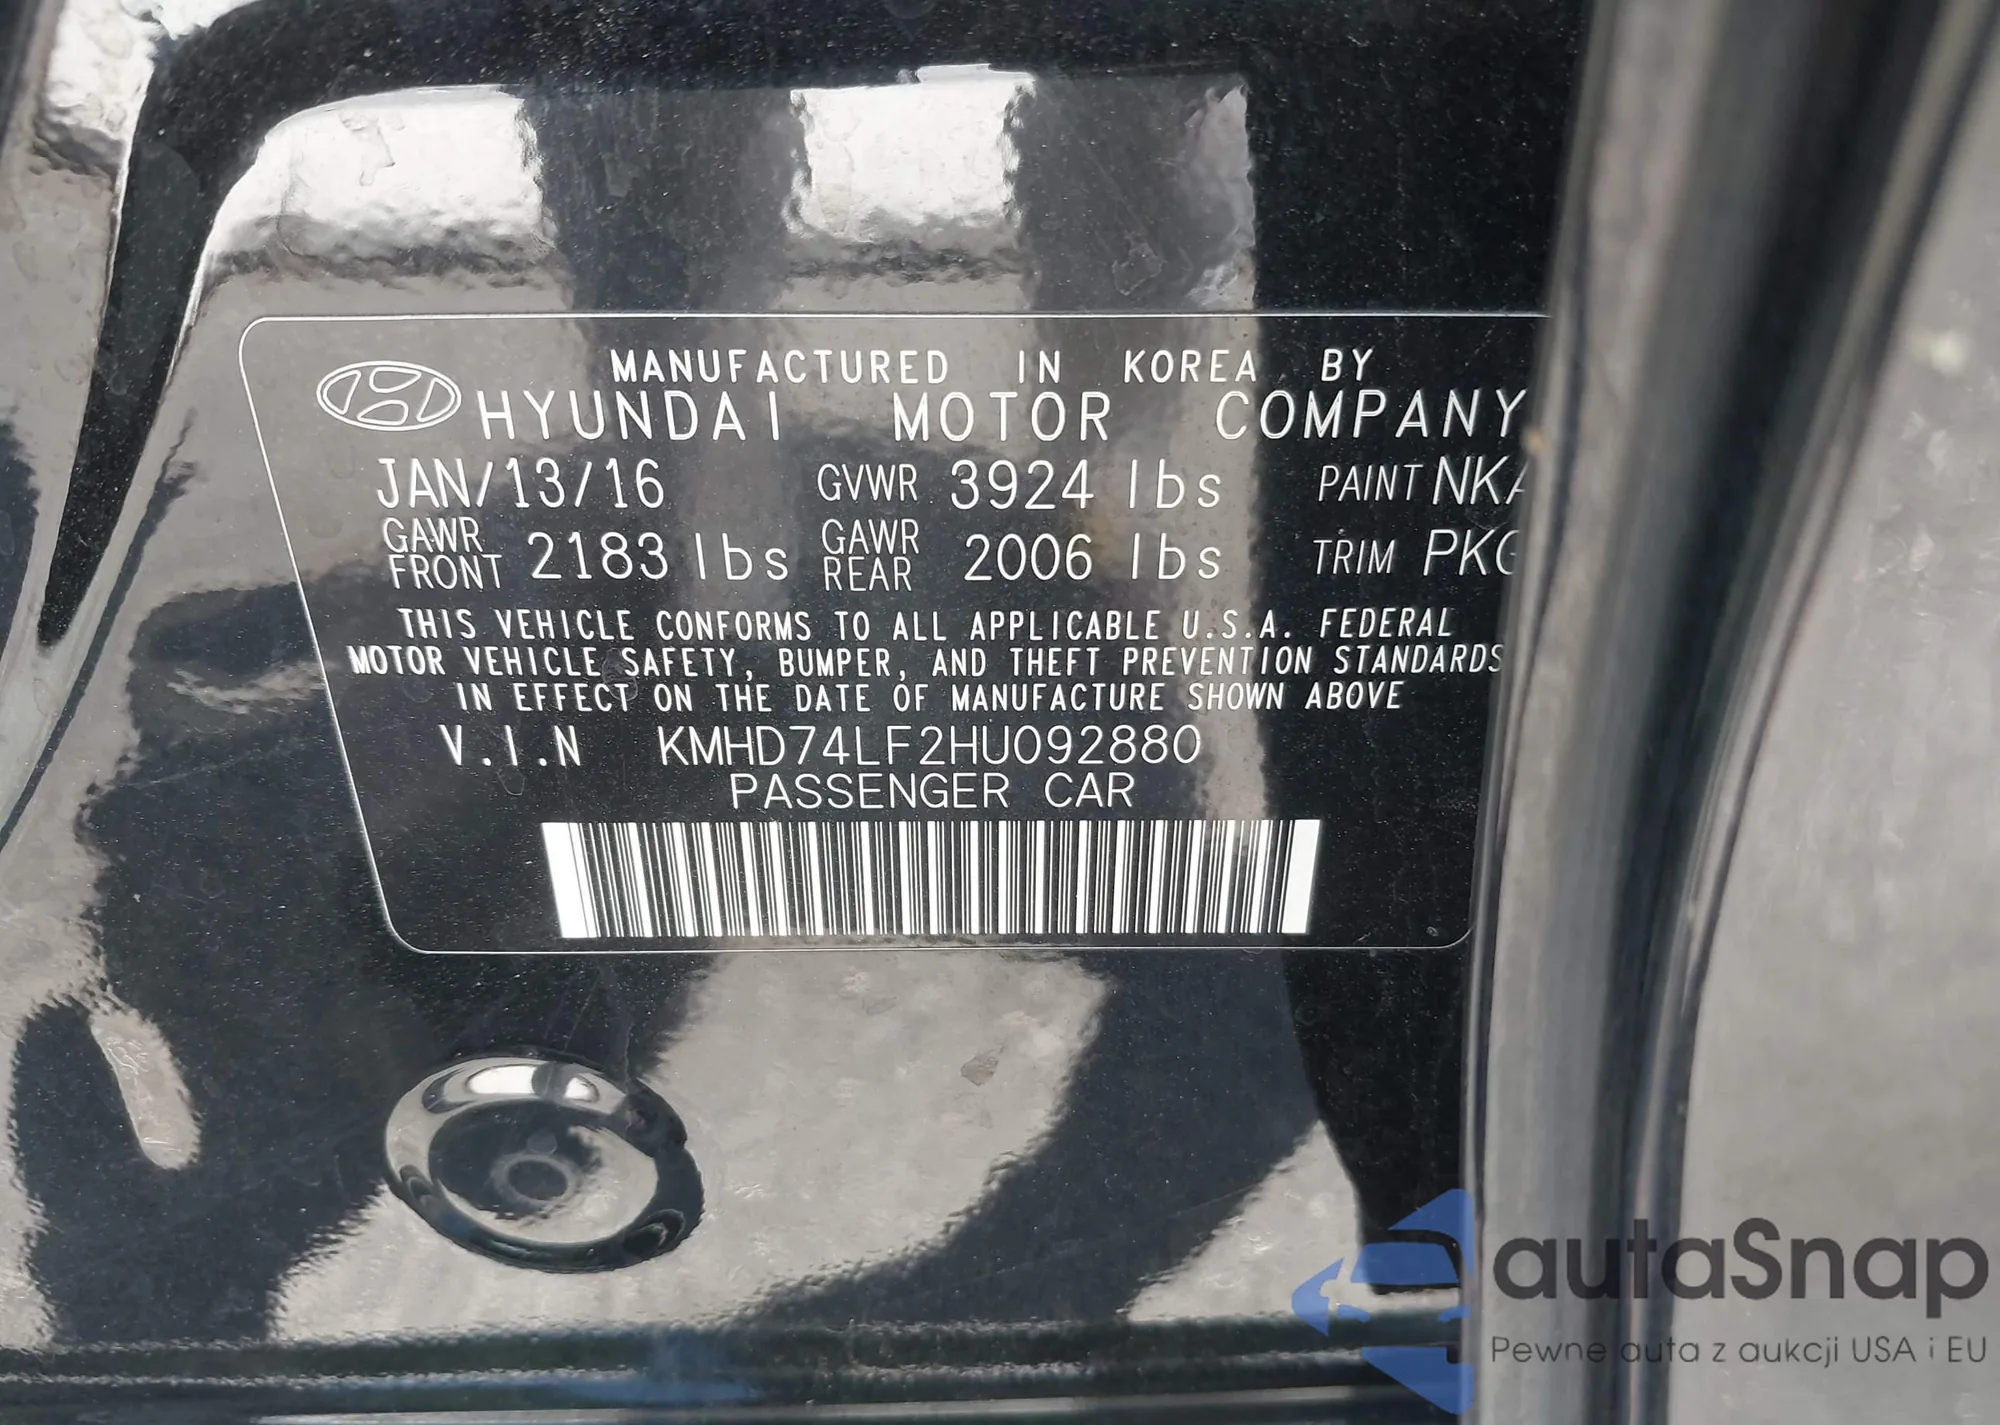 MANUFACTURED IN KOREA BY
HYUNDAI MOTOR COMPANY
JAN/13/16 GVWR 3924 lbs PAINT
GAWR FRONT 2183 lbs GAWR REAR 2006 lbs TRIM
THIS VEHICLE CONFORMS TO ALL APPLICABLE U.S.A. FEDERAL
MOTOR VEHICLE SAFETY, BUMPER, AND THEFT PREVENTION STANDARDS
IN EFFECT ON THE DATE OF MANUFACTURE SHOWN ABOVE
V.I.N KMHD74LF2HU092880
PASSENGER CAR
autaSnap
Pewne auta z aukcji USA i EU